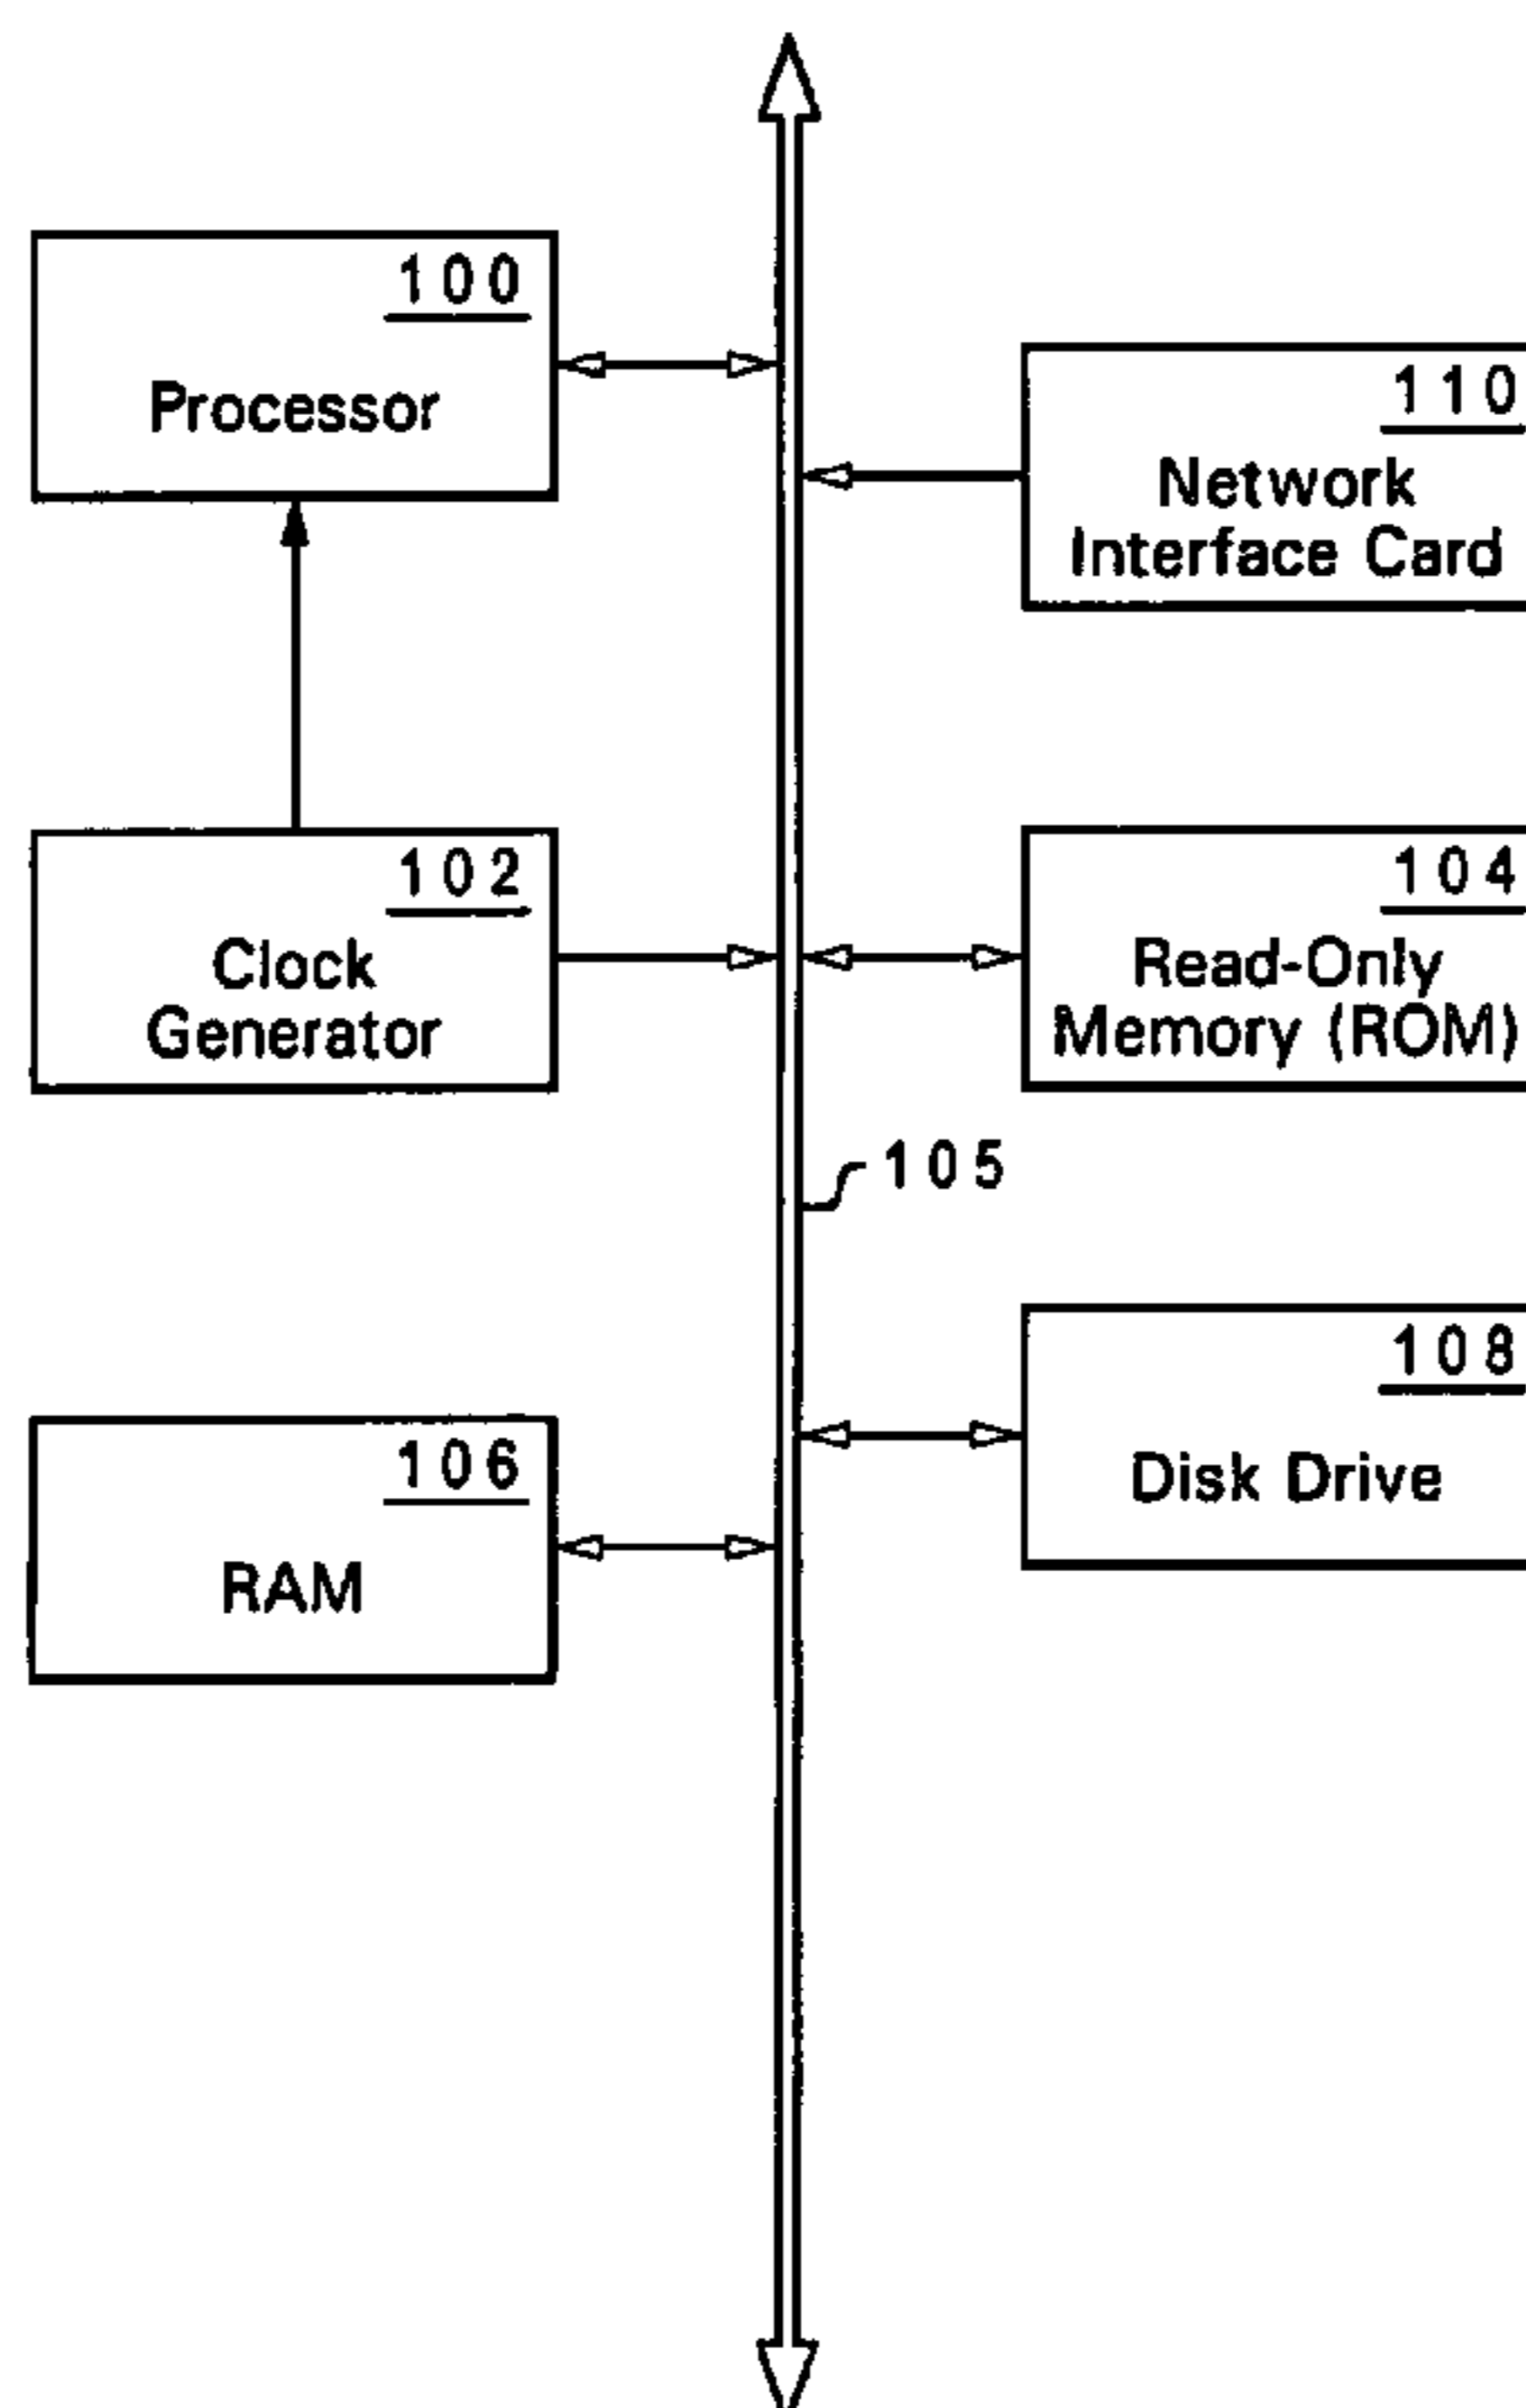 100
Processor
110
Network
Interface Card
102
Clock
Generator
104
Read-Only
Memory (ROM)
105
108
Disk Drive
106
RAM